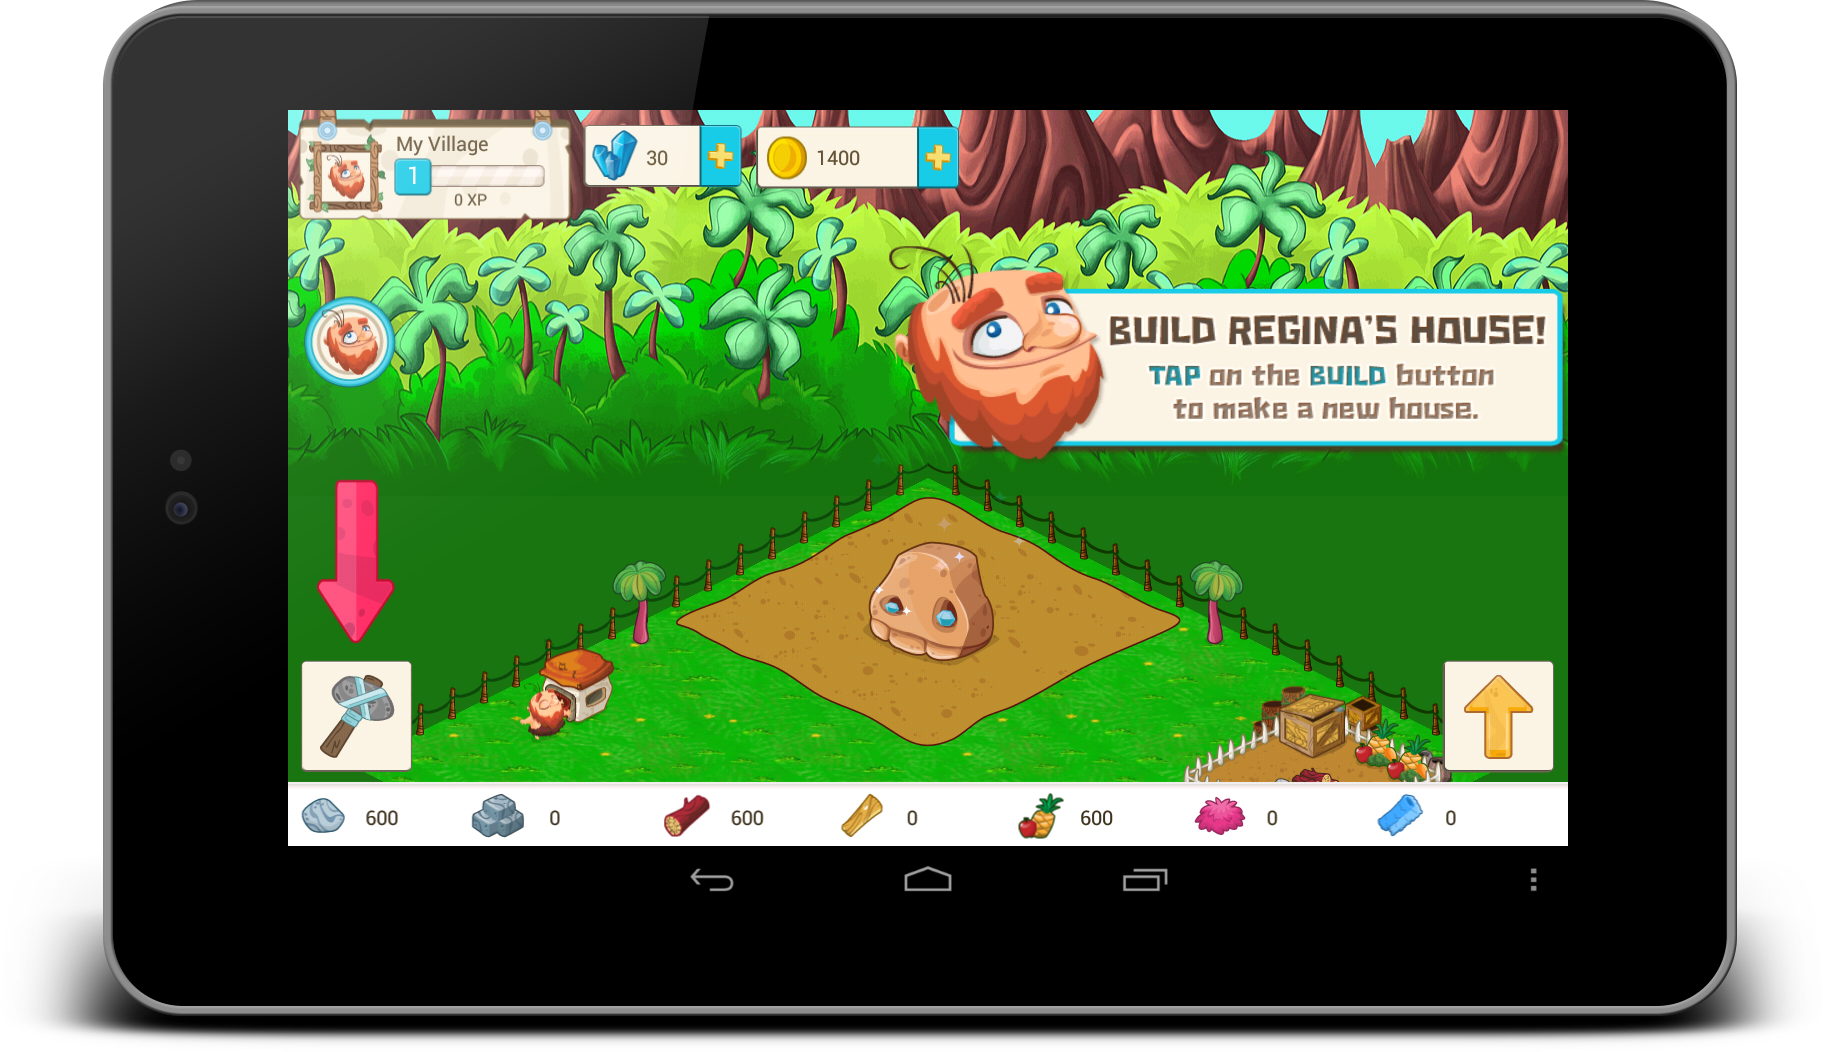 My Village
1
0 XP
30
1400
BUILD REGINA'S HOUSE!
TAP on the BUILD button
to make a new house.
600
0
600
0
600
0
0